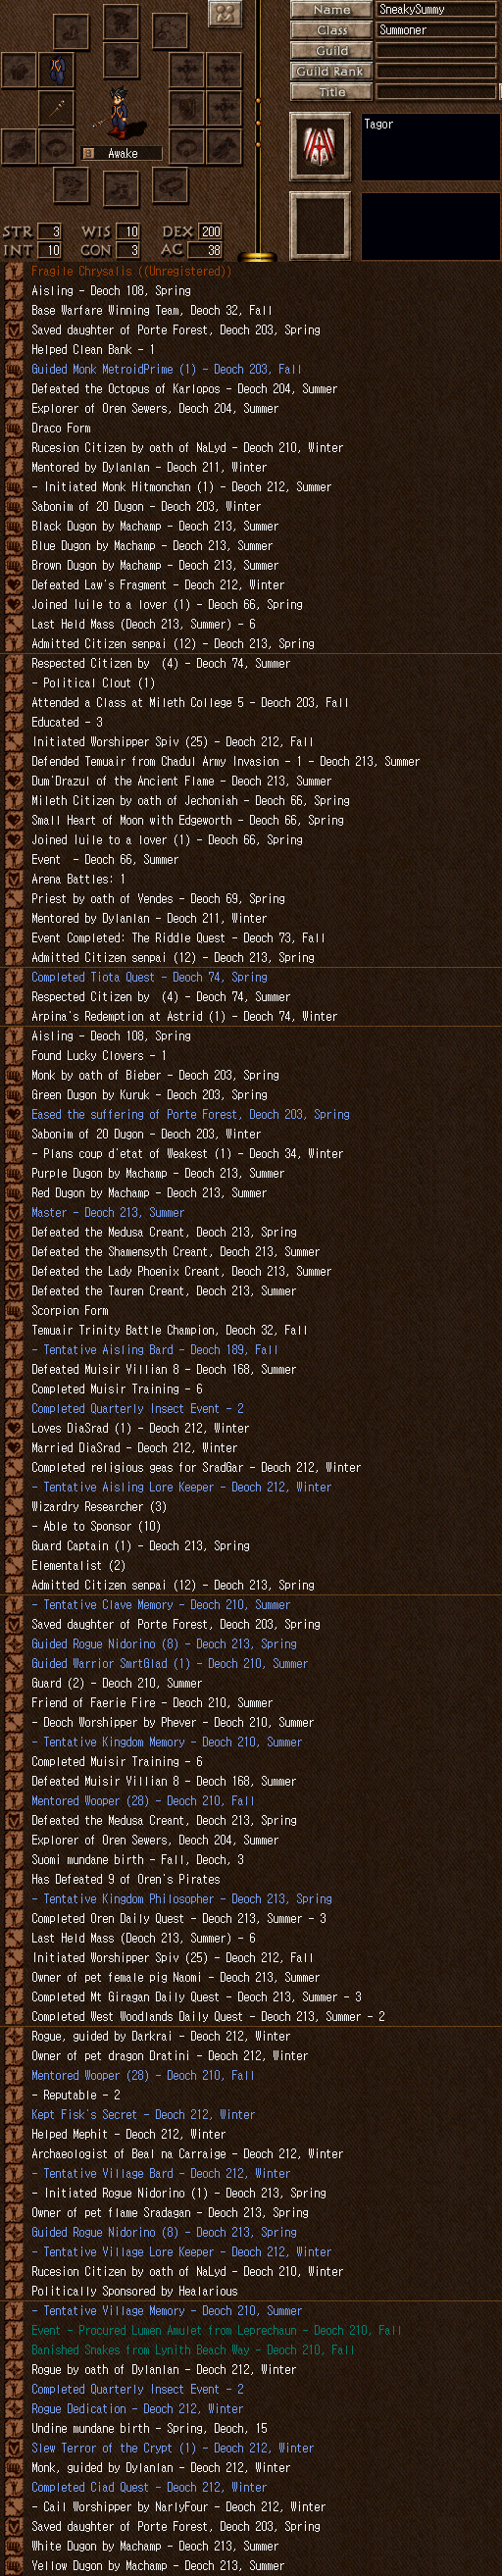 Name SneakySummy
Class Summoner
Guild
Guild Rank
Title
Tagor
Awake
STR 3 WIS 10 DEX 200
INT 10 CON 3 AC 38
Fragile Chrysalis ((Unregistered))
Aisling - Deoch 108, Spring
Base Warfare Winning Team, Deoch 32, Fall
Saved daughter of Porte Forest, Deoch 203, Spring
Helped Clean Bank - 1
Guided Monk MetroidPrime (1) - Deoch 203, Fall
Defeated the Octopus of Karlopos - Deoch 204, Summer
Explorer of Oren Sewers, Deoch 204, Summer
Draco Form
Rucesion Citizen by oath of NaLyd - Deoch 210, Winter
Mentored by Dylanlan - Deoch 211, Winter
- Initiated Monk Hitmonchan (1) - Deoch 212, Summer
Sabonim of 20 Dugon - Deoch 203, Winter
Black Dugon by Machamp - Deoch 213, Summer
Blue Dugon by Machamp - Deoch 213, Summer
Brown Dugon by Machamp - Deoch 213, Summer
Defeated Law's Fragment - Deoch 212, Winter
Joined luile to a lover (1) - Deoch 66, Spring
Last Held Mass (Deoch 213, Summer) - 6
Admitted Citizen senpai (12) - Deoch 213, Spring
Respected Citizen by  (4) - Deoch 74, Summer
- Political Clout (1)
Attended a Class at Mileth College 5 - Deoch 203, Fall
Educated - 3
Initiated Worshipper Spiv (25) - Deoch 212, Fall
Defended Temuair from Chadul Army Invasion - 1 - Deoch 213, Summer
Dum'Drazul of the Ancient Flame - Deoch 213, Summer
Mileth Citizen by oath of Jechoniah - Deoch 66, Spring
Small Heart of Moon with Edgeworth - Deoch 66, Spring
Joined luile to a lover (1) - Deoch 66, Spring
Event  - Deoch 66, Summer
Arena Battles: 1
Priest by oath of Vendes - Deoch 69, Spring
Mentored by Dylanlan - Deoch 211, Winter
Event Completed: The Riddle Quest - Deoch 73, Fall
Admitted Citizen senpai (12) - Deoch 213, Spring
Completed Tiota Quest - Deoch 74, Spring
Respected Citizen by  (4) - Deoch 74, Summer
Arpina's Redemption at Astrid (1) - Deoch 74, Winter
Aisling - Deoch 108, Spring
Found Lucky Clovers - 1
Monk by oath of Bieber - Deoch 203, Spring
Green Dugon by Kuruk - Deoch 203, Spring
Eased the suffering of Porte Forest, Deoch 203, Spring
Sabonim of 20 Dugon - Deoch 203, Winter
- Plans coup d'etat of Weakest (1) - Deoch 34, Winter
Purple Dugon by Machamp - Deoch 213, Summer
Red Dugon by Machamp - Deoch 213, Summer
Master - Deoch 213, Summer
Defeated the Medusa Creant, Deoch 213, Spring
Defeated the Shamensyth Creant, Deoch 213, Summer
Defeated the Lady Phoenix Creant, Deoch 213, Summer
Defeated the Tauren Creant, Deoch 213, Summer
Scorpion Form
Temuair Trinity Battle Champion, Deoch 32, Fall
- Tentative Aisling Bard - Deoch 189, Fall
Defeated Muisir Villian 8 - Deoch 168, Summer
Completed Muisir Training - 6
Completed Quarterly Insect Event - 2
Loves DiaSrad (1) - Deoch 212, Winter
Married DiaSrad - Deoch 212, Winter
Completed religious geas for SradGar - Deoch 212, Winter
- Tentative Aisling Lore Keeper - Deoch 212, Winter
Wizardry Researcher (3)
- Able to Sponsor (10)
Guard Captain (1) - Deoch 213, Spring
Elementalist (2)
Admitted Citizen senpai (12) - Deoch 213, Spring
- Tentative Clave Memory - Deoch 210, Summer
Saved daughter of Porte Forest, Deoch 203, Spring
Guided Rogue Nidorino (8) - Deoch 213, Spring
Guided Warrior SmrtGlad (1) - Deoch 210, Summer
Guard (2) - Deoch 210, Summer
Friend of Faerie Fire - Deoch 210, Summer
- Deoch Worshipper by Phever - Deoch 210, Summer
- Tentative Kingdom Memory - Deoch 210, Summer
Completed Muisir Training - 6
Defeated Muisir Villian 8 - Deoch 168, Summer
Mentored Wooper (28) - Deoch 210, Fall
Defeated the Medusa Creant, Deoch 213, Spring
Explorer of Oren Sewers, Deoch 204, Summer
Suomi mundane birth - Fall, Deoch, 3
Has Defeated 9 of Oren's Pirates
- Tentative Kingdom Philosopher - Deoch 213, Spring
Completed Oren Daily Quest - Deoch 213, Summer - 3
Last Held Mass (Deoch 213, Summer) - 6
Initiated Worshipper Spiv (25) - Deoch 212, Fall
Owner of pet female pig Naomi - Deoch 213, Summer
Completed Mt Giragan Daily Quest - Deoch 213, Summer - 3
Completed West Woodlands Daily Quest - Deoch 213, Summer - 2
Rogue, guided by Darkrai - Deoch 212, Winter
Owner of pet dragon Dratini - Deoch 212, Winter
Mentored Wooper (28) - Deoch 210, Fall
- Reputable - 2
Kept Fisk's Secret - Deoch 212, Winter
Helped Mephit - Deoch 212, Winter
Archaeologist of Beal na Carraige - Deoch 212, Winter
- Tentative Village Bard - Deoch 212, Winter
- Initiated Rogue Nidorino (1) - Deoch 213, Spring
Owner of pet flame Sradagan - Deoch 213, Spring
Guided Rogue Nidorino (8) - Deoch 213, Spring
- Tentative Village Lore Keeper - Deoch 212, Winter
Rucesion Citizen by oath of NaLyd - Deoch 210, Winter
Politically Sponsored by Healarious
- Tentative Village Memory - Deoch 210, Summer
Event - Procured Lumen Amulet from Leprechaun - Deoch 210, Fall
Banished Snakes from Lynith Beach Way - Deoch 210, Fall
Rogue by oath of Dylanlan - Deoch 212, Winter
Completed Quarterly Insect Event - 2
Rogue Dedication - Deoch 212, Winter
Undine mundane birth - Spring, Deoch, 15
Slew Terror of the Crypt (1) - Deoch 212, Winter
Monk, guided by Dylanlan - Deoch 212, Winter
Completed Ciad Quest - Deoch 212, Winter
- Cail Worshipper by NarlyFour - Deoch 212, Winter
Saved daughter of Porte Forest, Deoch 203, Spring
White Dugon by Machamp - Deoch 213, Summer
Yellow Dugon by Machamp - Deoch 213, Summer